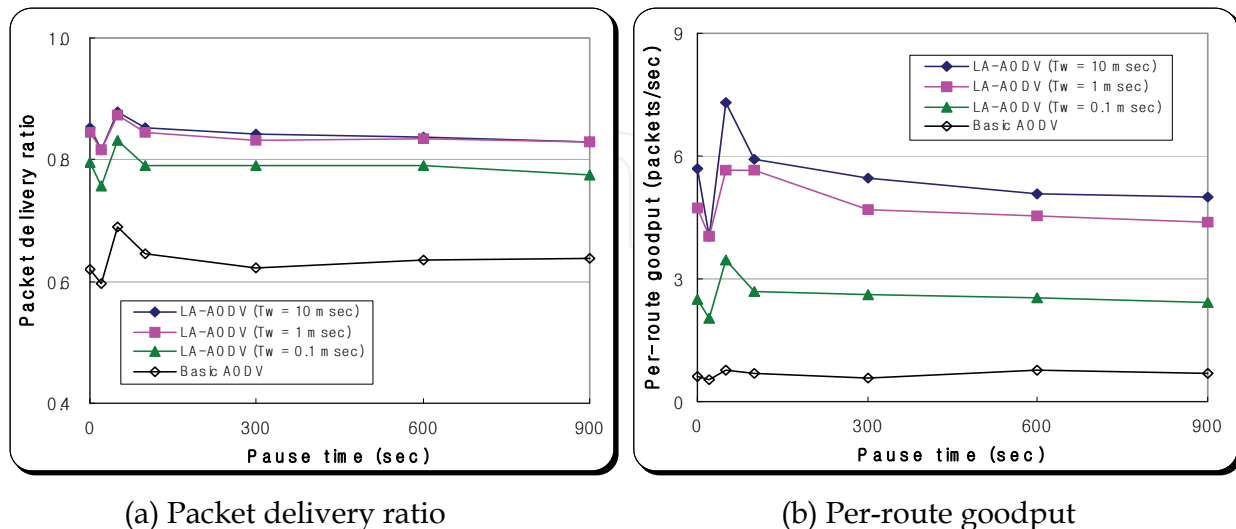 1.0
0.8
0.6
0.4
Packet delivery ratio
LA-AODV (Tw = 10 msec)
LA-AODV (Tw = 1 msec)
LA-AODV (Tw = 0.1 msec)
Basic AODV
0 300 600 900
Pause time (sec)
(a) Packet delivery ratio
9
6
3
0
Per-route goodput (packets/sec)
LA-AODV (Tw = 10 msec)
LA-AODV (Tw = 1 msec)
LA-AODV (Tw = 0.1 msec)
Basic AODV
0 300 600 900
Pause time (sec)
(b) Per-route goodput